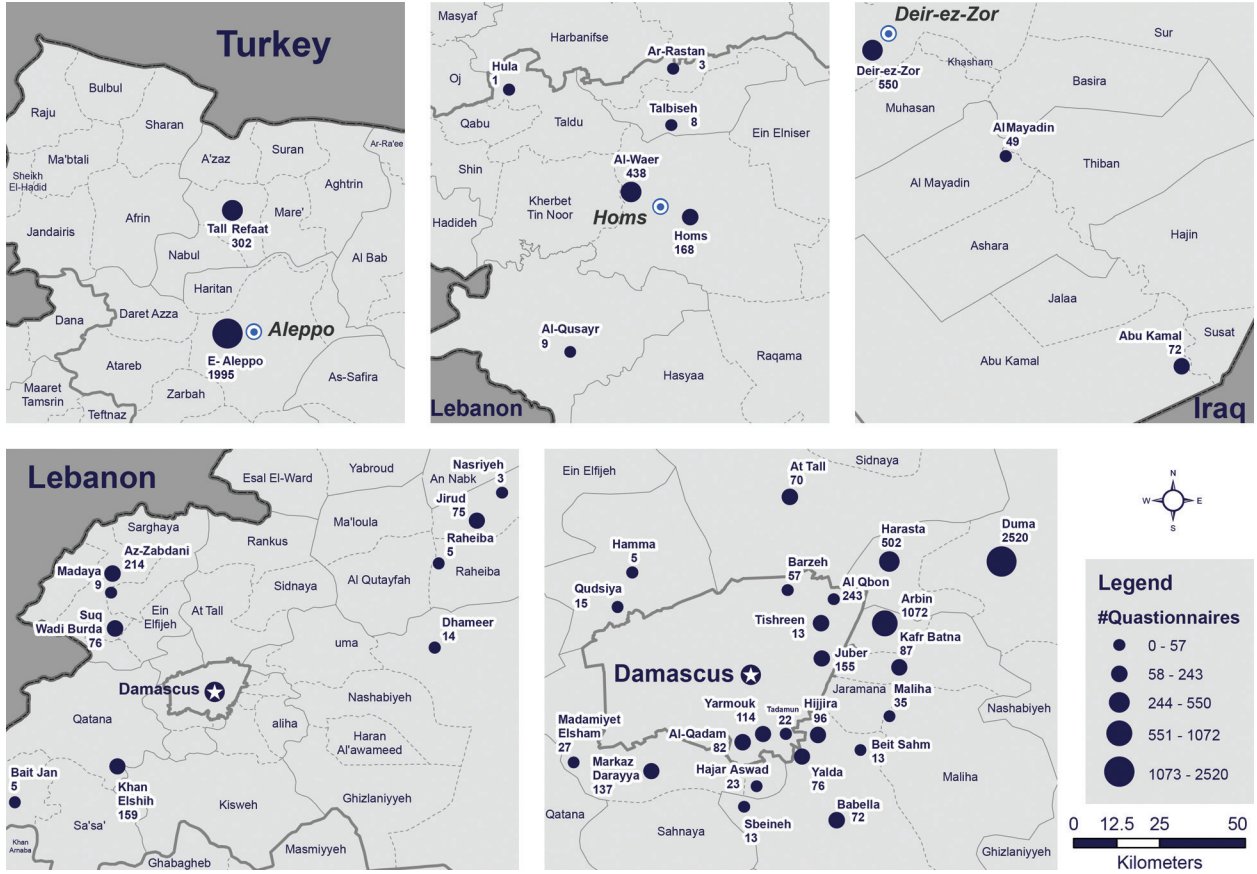 Turkey
Bulbul
Raju
Sharan
Ma'btali
A'zaz
Suran
Ar-Ra'ee
Sheikh
El-Hadid
Aghtrin
Afrin
Mare'
Tall Refaat
302
Jandairis
Nabul
Al Bab
Haritan
Dana
Daret Azza
Aleppo
E- Aleppo
1995
Atareb
As-Safira
Maaret
Tamsrin
Zarbah
Teftnaz
Masyaf
Harbanifse
Ar-Rastan
3
Hula
1
Oj
Talbiseh
8
Qabu
Taldu
Ein Elniser
Al-Waer
438
Shin
Kherbet
Tin Noor
Homs
Hadideh
Homs
168
Al-Qusayr
9
Raqama
Hasyaa
Lebanon
Deir-ez-Zor
Sur
Deir-ez-Zor
550
Khasham
Basira
Muhasan
Al Mayadin
49
Thiban
Al Mayadin
Ashara
Hajin
Jalaa
Susat
Abu Kamal
72
Abu Kamal
Iraq
Lebanon
Esal El-Ward
Yabroud
Nasriyeh
3
An Nabk
Jirud
75
Sarghaya
Ma'loula
Rankus
Raheiba
5
Az-Zabdani
214
Madaya
9
Sidnaya
Al Qutayfah
Raheiba
Suq
Wadi Burda
76
Ein
Elfijeh
At Tall
Dhameer
14
uma
Damascus
Nashabiyeh
Qatana
aliha
Haran
Al'awameed
Bait Jan
5
Khan
Elshih
159
Kisweh
Ghizlaniyyeh
Sa'sa'
Khan
Arnaba
Ghabagheb
Masmiyyeh
Ein Elfijeh
At Tall
70
Sidnaya
Harasta
502
Duma
2520
Hamma
5
Barzeh
57
Al Qbon
243
Qudsiya
15
Arbin
1072
Tishreen
13
Kafr Batna
87
Juber
155
Damascus
Jaramana
Maliha
35
Nashabiyeh
Yarmouk
114
Tadamun
22
Hijjira
96
Madamiyet
Elsham
27
Al-Qadam
82
Beit Sahm
13
Markaz
Darayya
137
Hajar Aswad
23
Yalda
76
Maliha
Qatana
Sbeineh
13
Babella
72
Sahnaya
Ghizlaniyyeh
N
W
E
S
Legend
#Quastionnaires
0 - 57
58 - 243
244 - 550
551 - 1072
1073 - 2520
0 12.5 25 50
Kilometers